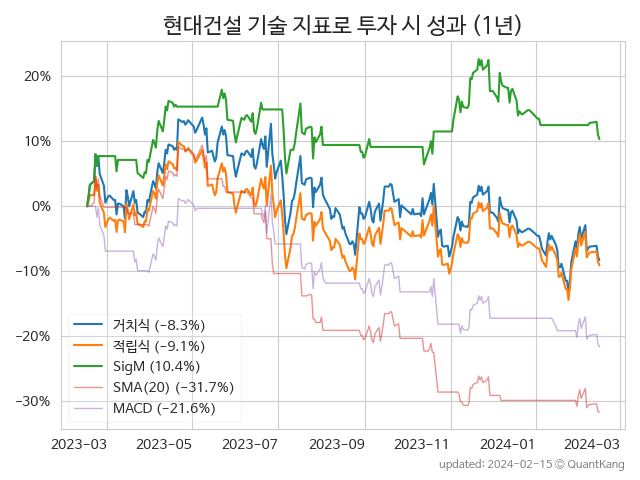 현대건설 기술 지표로 투자 시 성과 (1년)
20%
10%
0%
−10%
−20%
−30%
거치식 (−8.3%)
적립식 (−9.1%)
SigM (10.4%)
SMA(20) (−31.7%)
MACD (−21.6%)
2023-03
2023-05
2023-07
2023-09
2023-11
2024-01
2024-03
updated: 2024-02-15 © QuantKang